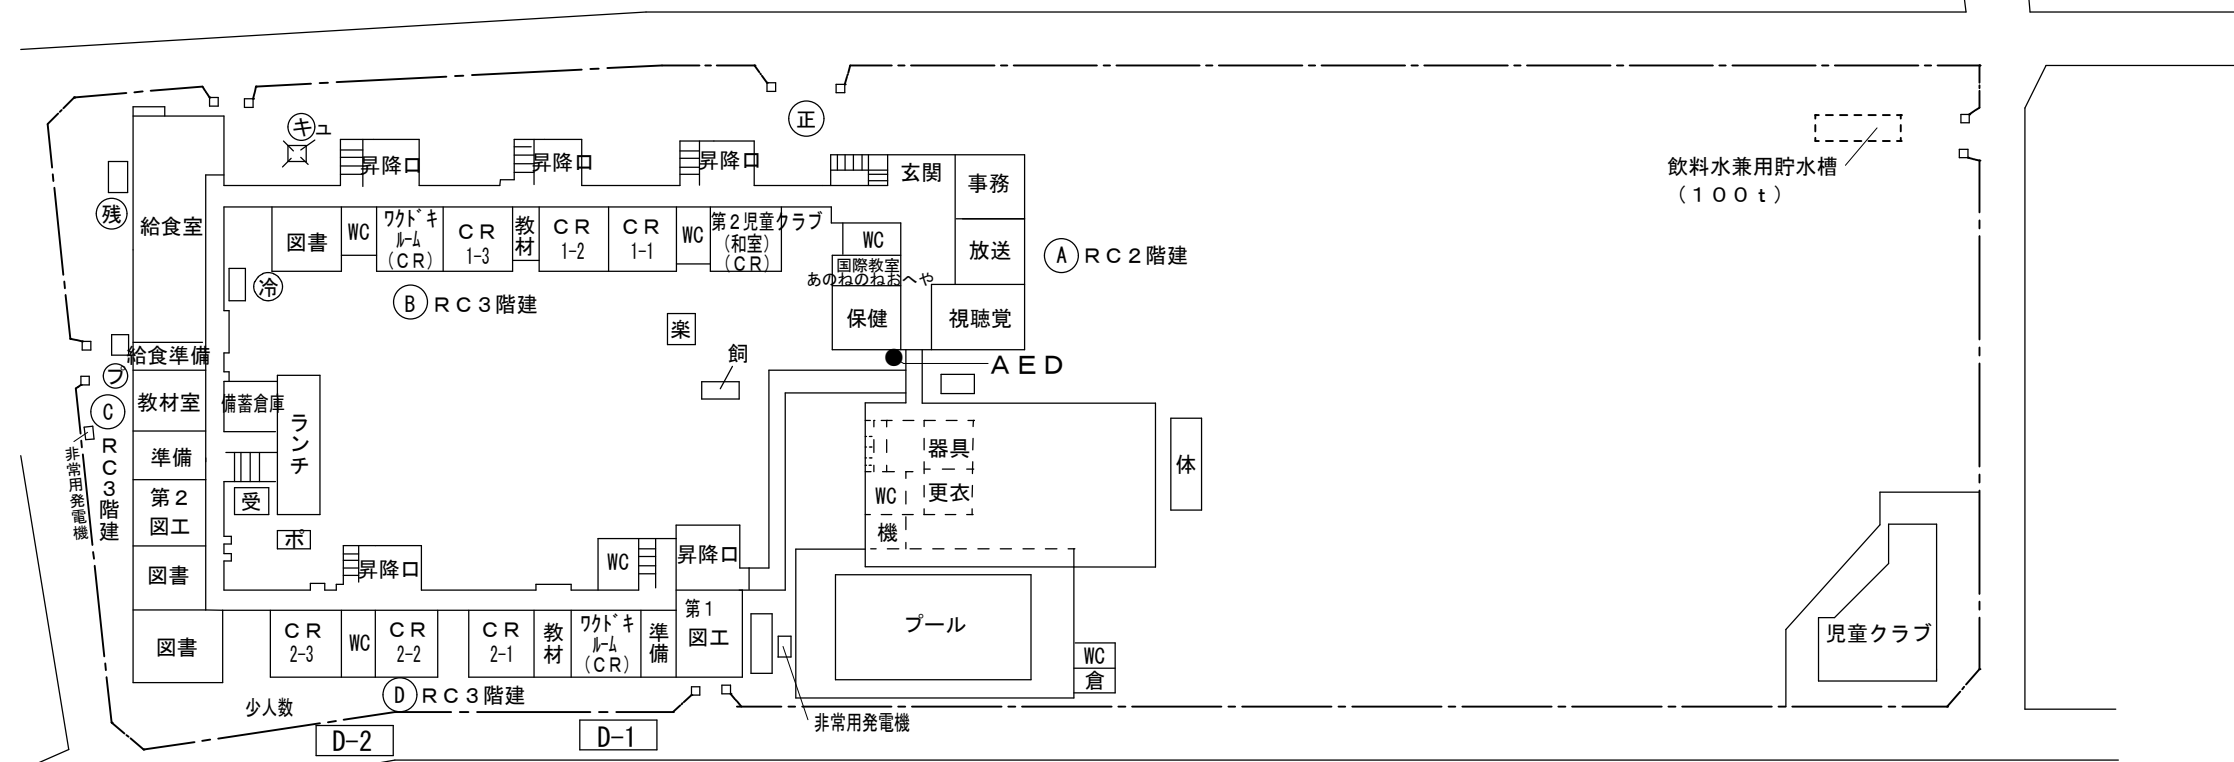 正
キュ
昇降口
昇降口
昇降口
玄関
事務
飲料水兼用貯水槽
(１００ｔ)
残
給食室
図書
WC
ワクドキ
ルーム
(ＣＲ)
ＣＲ
1-3
教材
ＣＲ
1-2
ＣＲ
1-1
WC
第２児童クラブ
(和室)
(ＣＲ)
WC
放送
Ａ ＲＣ２階建
国際教室
あのねのねおへや
冷
Ｂ ＲＣ３階建
保健
視聴覚
楽
飼
ＡＥＤ
給食準備
プ
教材室
備蓄倉庫
ランチ
Ｃ
ＲＣ３階建
非常用発電機
準備
第２
図工
受
ポ
図書
器具
更衣
WC
機
体
昇降口
WC
昇降口
図書
ＣＲ
2-3
WC
ＣＲ
2-2
ＣＲ
2-1
教材
ワクドキ
ルーム
(ＣＲ)
準備
第１
図工
プール
WC
倉
児童クラブ
Ｄ ＲＣ３階建
少人数
非常用発電機
D-2
D-1